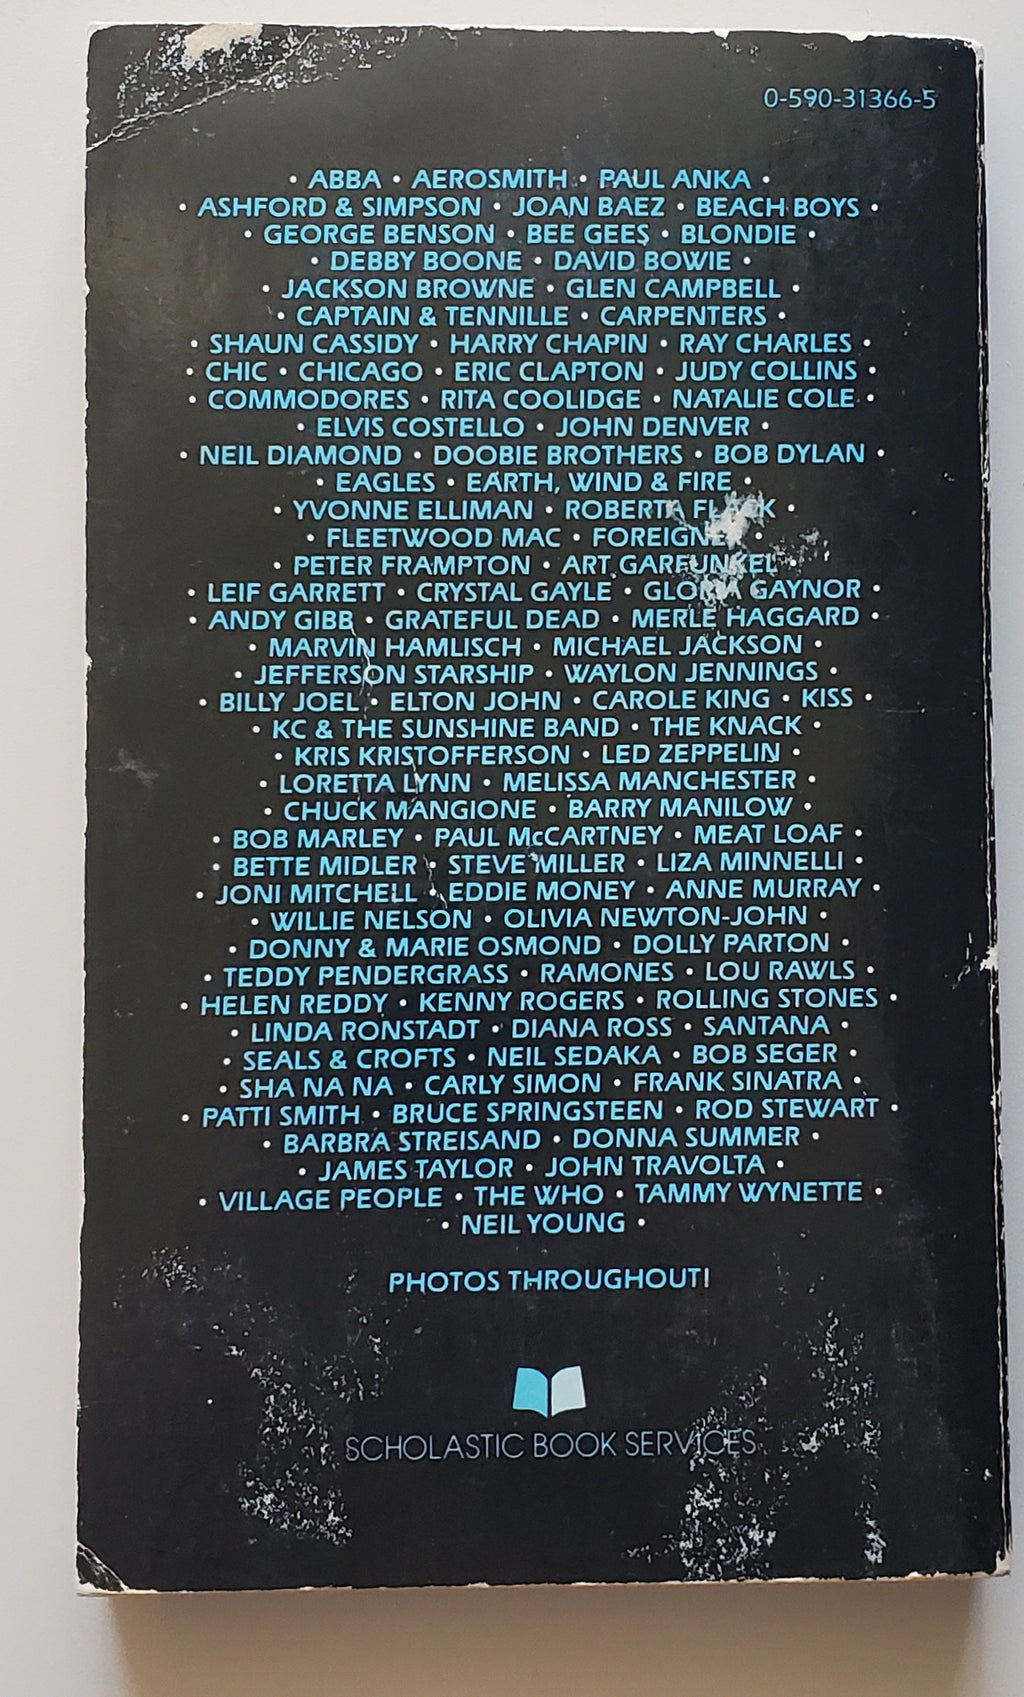 0-590-31366-5
• ABBA • AEROSMITH • PAUL ANKA •
• ASHFORD & SIMPSON • JOAN BAEZ • BEACH BOYS •
• GEORGE BENSON • BEE GEES • BLONDIE •
• DEBBY BOONE • DAVID BOWIE •
• JACKSON BROWNE • GLEN CAMPBELL •
• CAPTAIN & TENNILLE • CARPENTERS •
• SHAUN CASSIDY • HARRY CHAPIN • RAY CHARLES •
• CHIC • CHICAGO • ERIC CLAPTON • JUDY COLLINS •
• COMMODORES • RITA COOLIDGE • NATALIE COLE •
• ELVIS COSTELLO • JOHN DENVER •
• NEIL DIAMOND • DOOBIE BROTHERS • BOB DYLAN •
• EAGLES • EARTH, WIND & FIRE •
• YVONNE ELLIMAN • ROBERTA FLACK •
• FLEETWOOD MAC • FOREIGNER •
• PETER FRAMPTON • ART GARFUNKEL •
• LEIF GARRETT • CRYSTAL GAYLE • GLORIA GAYNOR •
• ANDY GIBB • GRATEFUL DEAD • MERLE HAGGARD •
• MARVIN HAMLISCH • MICHAEL JACKSON •
• JEFFERSON STARSHIP • WAYLON JENNINGS •
• BILLY JOEL • ELTON JOHN • CAROLE KING • KISS •
• KC & THE SUNSHINE BAND • THE KNACK •
• KRIS KRISTOFFERSON • LED ZEPPELIN •
• LORETTA LYNN • MELISSA MANCHESTER •
• CHUCK MANGIONE • BARRY MANILOW •
• BOB MARLEY • PAUL McCARTNEY • MEAT LOAF •
• BETTE MIDLER • STEVE MILLER • LIZA MINNELLI •
• JONI MITCHELL • EDDIE MONEY • ANNE MURRAY •
• WILLIE NELSON • OLIVIA NEWTON-JOHN •
• DONNY & MARIE OSMOND • DOLLY PARTON •
• TEDDY PENDERGRASS • RAMONES • LOU RAWLS •
• HELEN REDDY • KENNY ROGERS • ROLLING STONES •
• LINDA RONSTADT • DIANA ROSS • SANTANA •
• SEALS & CROFTS • NEIL SEDAKA • BOB SEGER •
• SHA NA NA • CARLY SIMON • FRANK SINATRA •
• PATTI SMITH • BRUCE SPRINGSTEEN • ROD STEWART •
• BARBRA STREISAND • DONNA SUMMER •
• JAMES TAYLOR • JOHN TRAVOLTA •
• VILLAGE PEOPLE • THE WHO • TAMMY WYNETTE •
• NEIL YOUNG •
PHOTOS THROUGHOUT!
SCHOLASTIC BOOK SERVICES